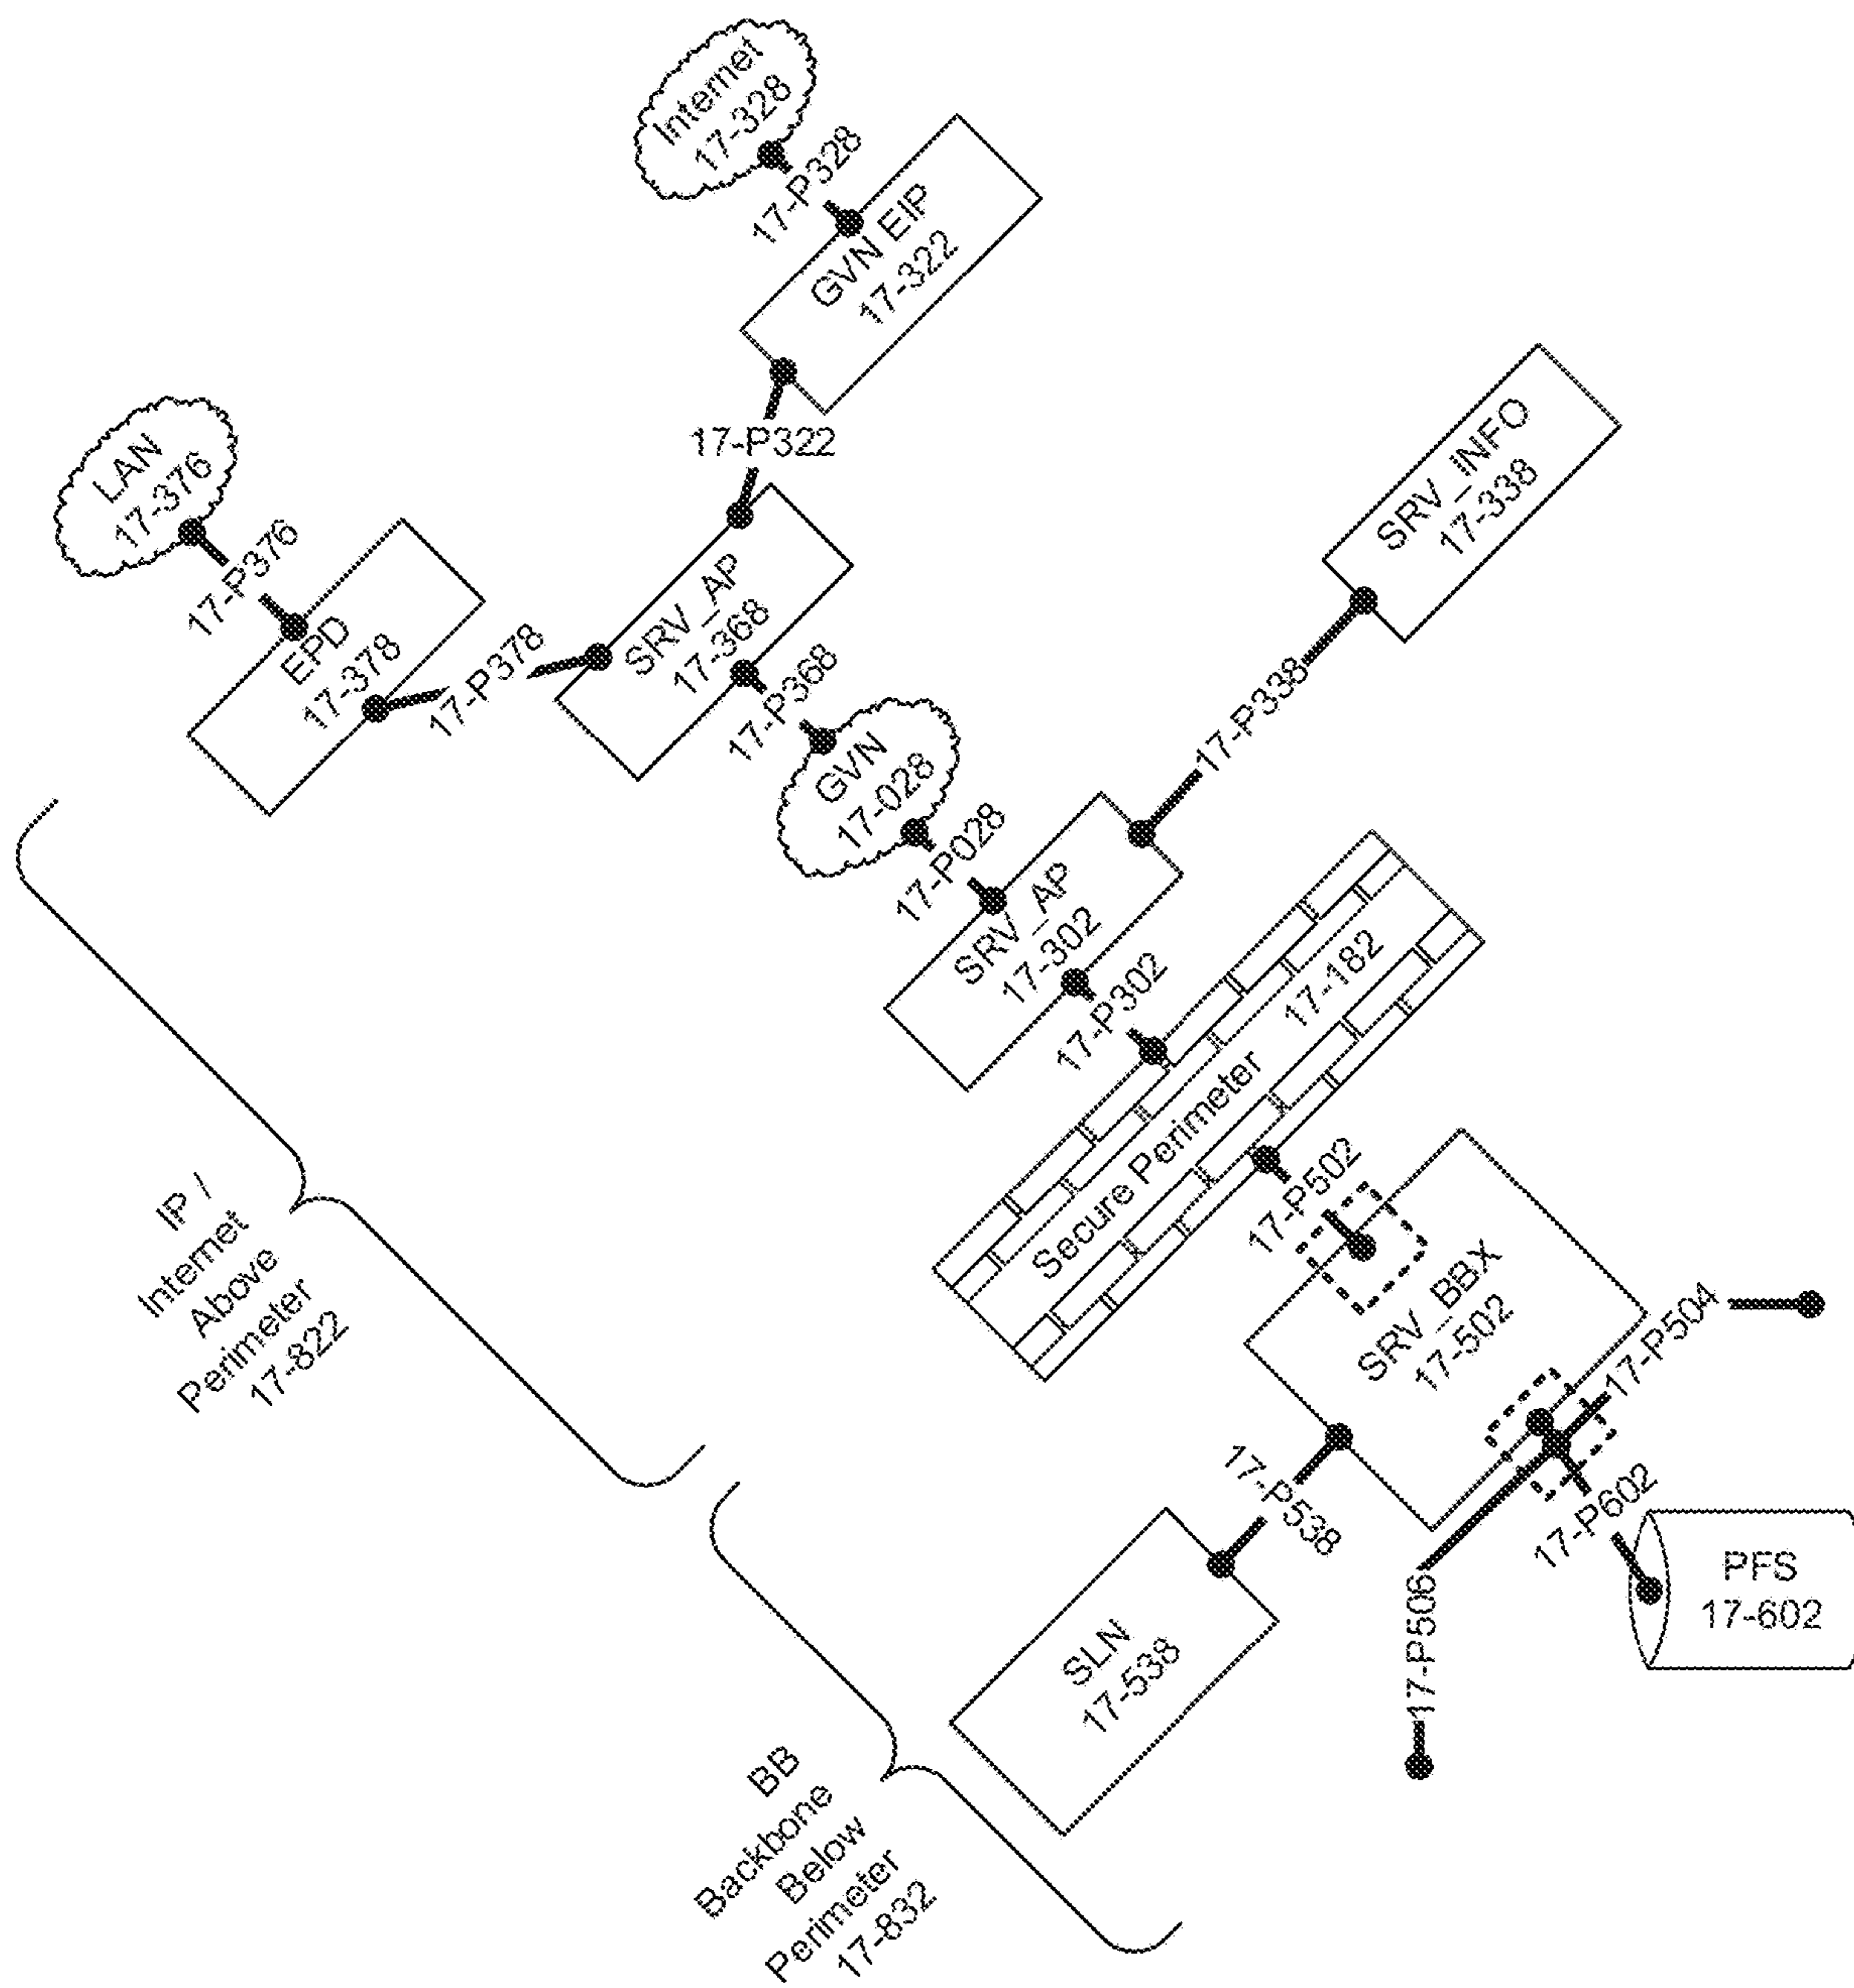 Internet
17-328
17-P328
GVN EIP
17-322
17-P322
LAN
17-376
17-P376
EPD
17-378
17-P378
SRV_AP
17-368
17-P368
GVN
17-028
17-P028
SRV_AP
17-302
17-P302
17-P338
SRV_INFO
17-338
Secure Perimeter 17-182
17-P502
SRV_BBX
17-502
17-P504
17-P538
17-P602
17-P506
SLN
17-538
PFS
17-602
IP /
Internet
Above
Perimeter
17-822
BB
Backbone
Below
Perimeter
17-832